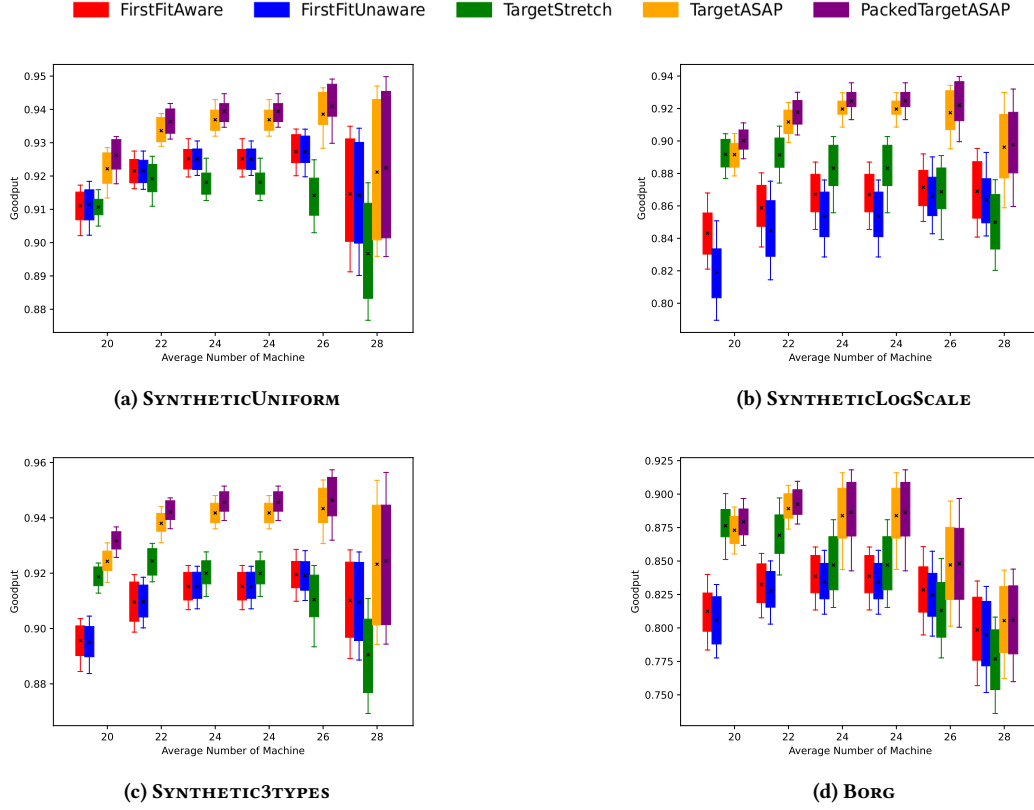 FirstFitAware FirstFitUnaware TargetStretch TargetASAP PackedTargetASAP
0.95
0.94
0.93
0.92
0.91
0.90
0.89
0.88
Goodput
20 22 24 24 26 28
Average Number of Machine
(a) SyntheticUniform
0.94
0.92
0.90
0.88
0.86
0.84
0.82
0.80
Goodput
20 22 24 24 26 28
Average Number of Machine
(b) SyntheticLogScale
0.96
0.94
0.92
0.90
0.88
Goodput
20 22 24 24 26 28
Average Number of Machine
(c) Synthetic3types
0.925
0.900
0.875
0.850
0.825
0.800
0.775
0.750
Goodput
20 22 24 24 26 28
Average Number of Machine
(d) Borg